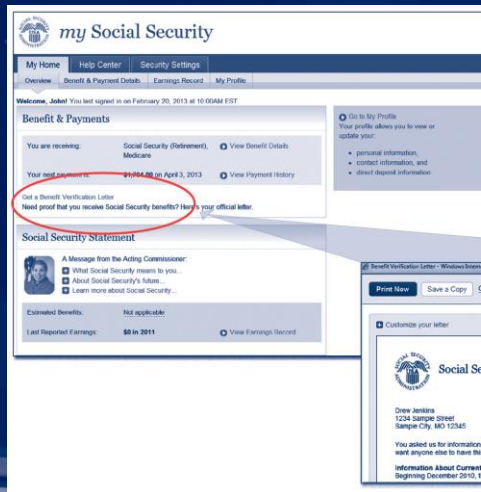 my Social Security
My Home Help Center Security Settings
Overview Benefit & Payment Details Earnings Record My Profile
Welcome, John! You last signed in on February 20, 2013 at 10:00AM EST
Benefit & Payments
You are receiving: Social Security (Retirement), Medicare View Benefit Details
Your next payment is: on April 3, 2013 View Payment History
Get a Benefit Verification Letter
Need proof that you receive Social Security benefits? Here's your official letter.
Go to My Profile
Your profile allows you to view or
update your:
personal information,
contact information, and
direct deposit information.
Social Security Statement
A Message from the Acting Commissioner:
What Social Security means to you...
About Social Security's future...
Learn more about Social Security...
Estimated Benefits: Not applicable
Last Reported Earnings: $0 in 2011 View Earnings Record
Benefit Verification Letter - Windows
Print Now Save a Copy
Customize your letter
Social Se
Drew Jenkins
1234 Sample Street
Sample City, MO 12345
You asked us for information
want anyone else to have thi
Information About Current
Beginning December 2010, t